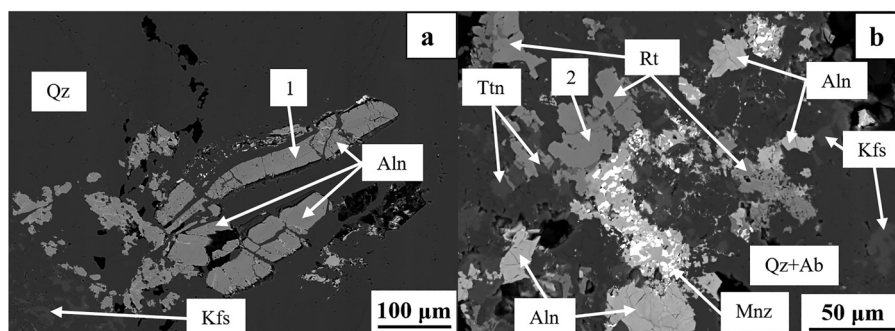 a
Qz
1
Aln
Kfs
100 µm
b
Rt
Ttn
2
Aln
Kfs
Qz+Ab
Aln
Mnz
50 µm